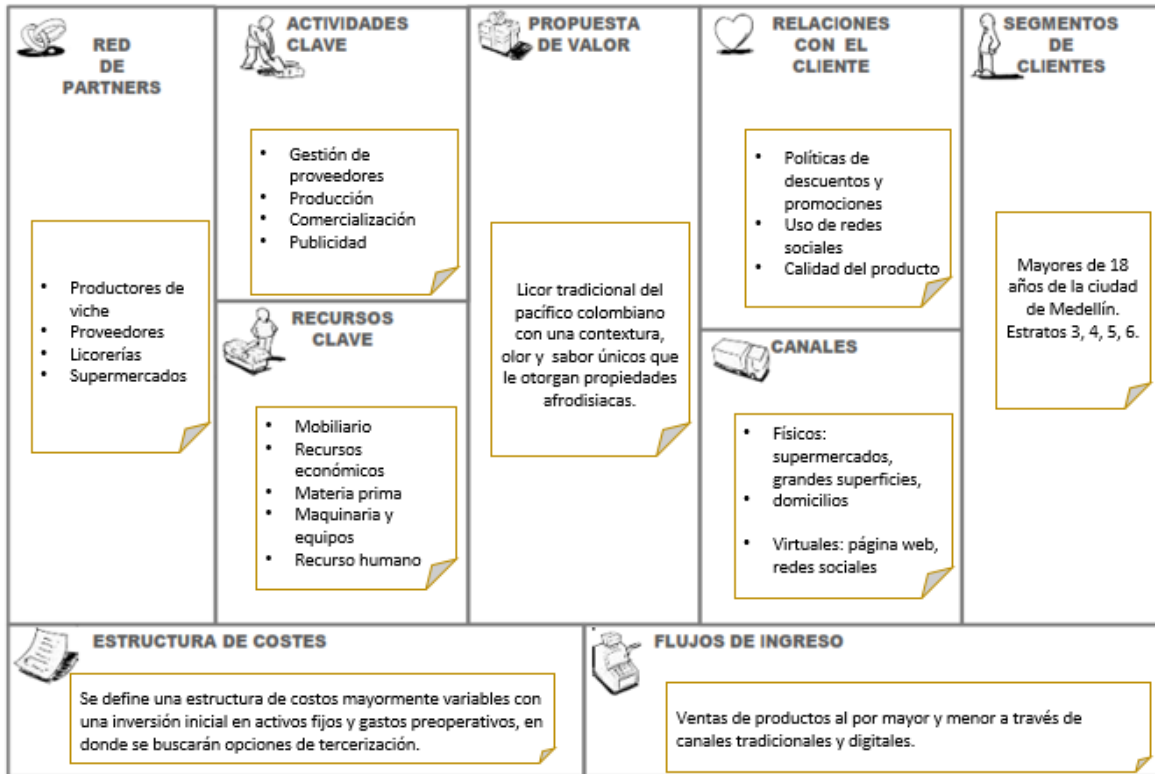 RED
DE
PARTNERS
• Productores de
viche
• Proveedores
• Licorerías
• Supermercados
ACTIVIDADES
CLAVE
• Gestión de
proveedores
• Producción
• Comercialización
• Publicidad
RECURSOS
CLAVE
• Mobiliario
• Recursos
económicos
• Materia prima
• Maquinaria y
equipos
• Recurso humano
PROPUESTA
DE VALOR
Licor tradicional del
pacífico colombiano
con una contextura,
olor y sabor únicos que
le otorgan propiedades
afrodisiacas.
RELACIONES
CON EL
CLIENTE
• Políticas de
descuentos y
promociones
• Uso de redes
sociales
• Calidad del producto
CANALES
• Físicos:
supermercados,
grandes superficies,
• domicilios
• Virtuales: página web,
redes sociales
SEGMENTOS
DE
CLIENTES
Mayores de 18
años de la ciudad
de Medellín.
Estratos 3, 4, 5, 6.
ESTRUCTURA DE COSTES
Se define una estructura de costos mayormente variables con
una inversión inicial en activos fijos y gastos preoperativos, en
donde se buscarán opciones de tercerización.
FLUJOS DE INGRESO
Ventas de productos al por mayor y menor a través de
canales tradicionales y digitales.